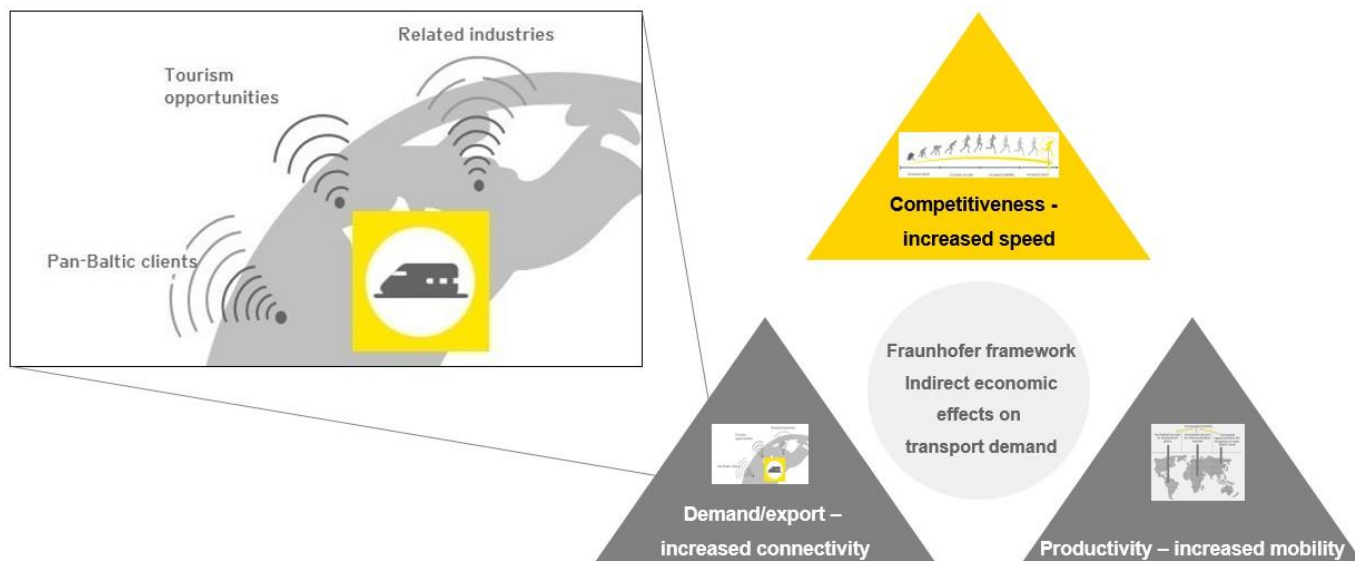 Related industries
Tourism
opportunities
Pan-Baltic clients
Competitiveness -
increased speed
Fraunhofer framework
Indirect economic
effects on
transport demand
Demand/export –
increased connectivity
Productivity – increased mobility